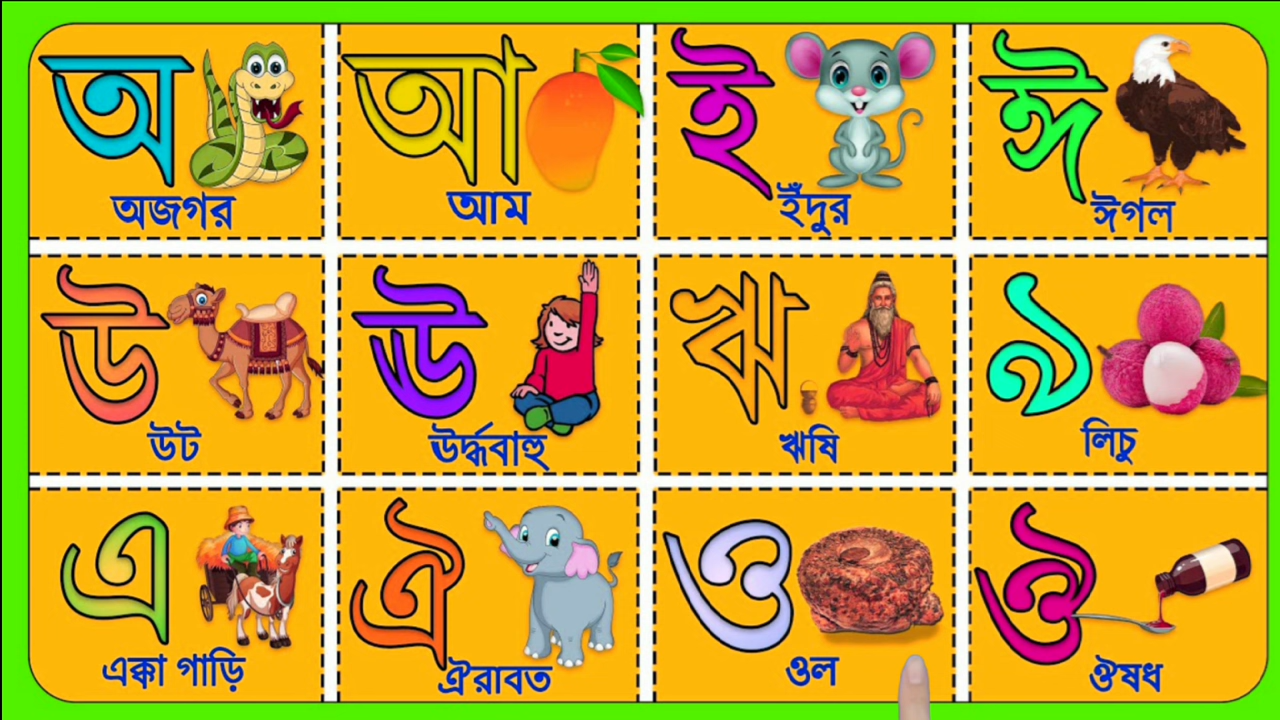 অ
অজগর
আ
আম
ই
ইঁদুর
ঈ
ঈগল
উ
উট
ঊ
ঊর্দ্ধবাহু
ঋ
ঋষি
ঌ
লিচু
এ
এক্কা গাড়ি
ঐ
ঐরাবত
ও
ওল
ঔ
ঔষধ